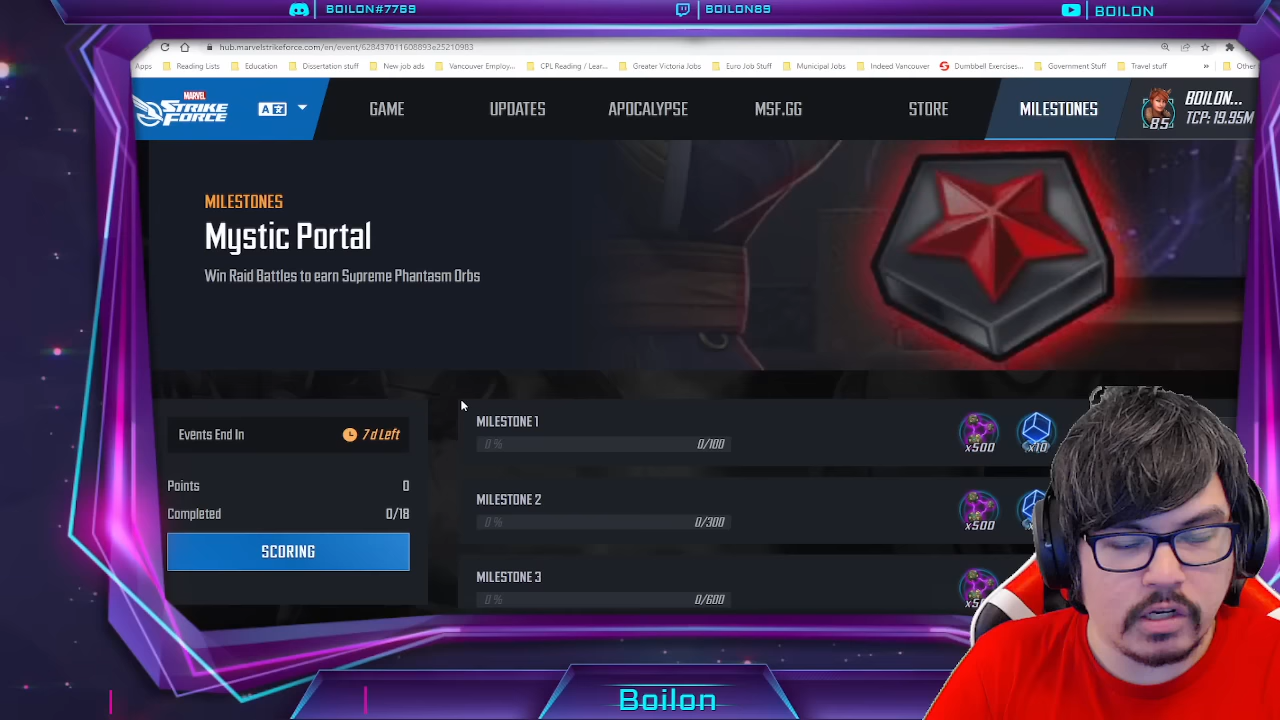 BOILON#7769
BOILON89
BOILON
hub.marvelstrikeforce.com/en/event/628437011608893e25210983
Apps
Reading Lists
Education
Dissertation stuff
New job ads
Vancouver Employ...
CPL Reading / Lear...
Greater Victoria Jobs
Euro Job Stuff
Municipal Jobs
Indeed Vancouver
Dumbbell Exercises...
Government Stuff
Travel stuff
»
Other
MARVEL
STRIKE
FORCE
GAME
UPDATES
APOCALYPSE
MSF.GG
STORE
MILESTONES
85
BOILON...
TCP: 19.95M
MILESTONES
Mystic Portal
Win Raid Battles to earn Supreme Phantasm Orbs
Events End In
7 d Left
Points
0
Completed
0/18
SCORING
MILESTONE 1
0 %
0/100
x500
x10
MILESTONE 2
0 %
0/300
x500
MILESTONE 3
0 %
0/600
Boilon